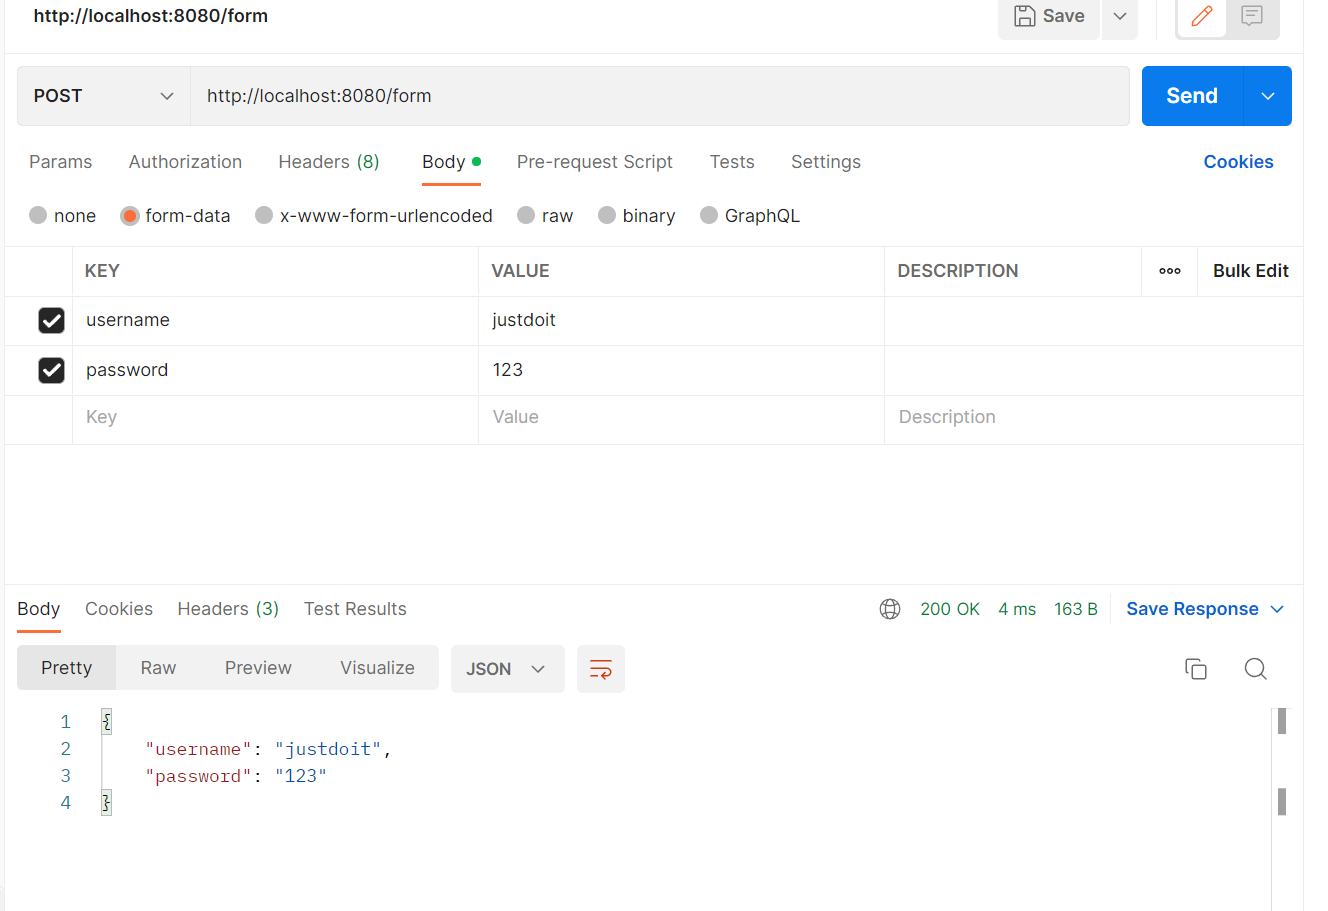 http://localhost:8080/form Save
POST http://localhost:8080/form Send
Params Authorization Headers (8) Body Pre-request Script Tests Settings Cookies
none form-data x-www-form-urlencoded raw binary GraphQL
KEY VALUE DESCRIPTION ooo Bulk Edit
username justdoit
password 123
Key Value Description
Body Cookies Headers (3) Test Results 200 OK 4 ms 163 B Save Response
Pretty Raw Preview Visualize JSON
1 {
2 "username": "justdoit",
3 "password": "123"
4 }